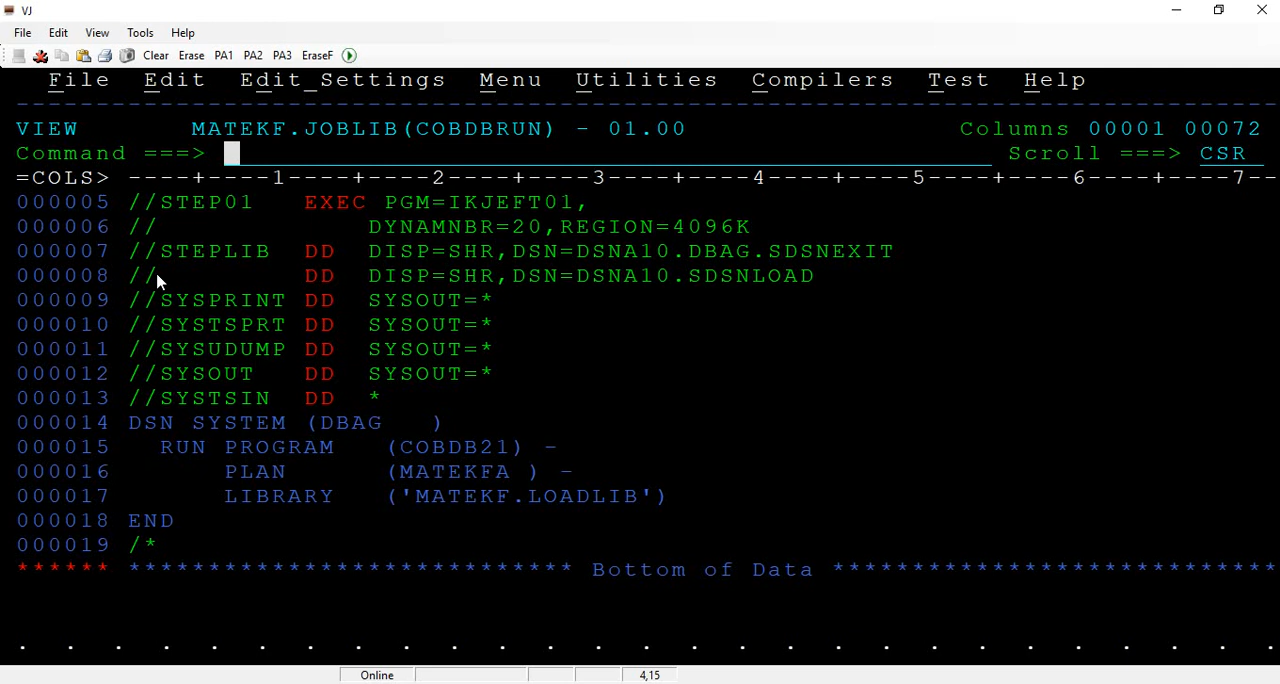 VJ
File Edit View Tools Help
Clear Erase PA1 PA2 PA3 EraseF
File Edit Edit_Settings Menu Utilities Compilers Test Help
VIEW MATEKF.JOBLIB(COBDBRUN) - 01.00 Columns 00001 00072
Command ===> Scroll ===> CSR
=COLS> ----+----1----+----2----+----3----+----4----+----5----+----6----+----7--
000005 //STEP01 EXEC PGM=IKJEFT01,
000006 // DYNAMNBR=20,REGION=4096K
000007 //STEPLIB DD DISP=SHR,DSN=DSNA10.DBAG.SDSNEXIT
000008 // DD DISP=SHR,DSN=DSNA10.SDSNLOAD
000009 //SYSPRINT DD SYSOUT=*
000010 //SYSTSPRT DD SYSOUT=*
000011 //SYSUDUMP DD SYSOUT=*
000012 //SYSOUT DD SYSOUT=*
000013 //SYSTSIN DD *
000014 DSN SYSTEM (DBAG )
000015 RUN PROGRAM (COBDB21) -
000016 PLAN (MATEKFA ) -
000017 LIBRARY ('MATEKF.LOADLIB')
000018 END
000019 /*
****** **************************** Bottom of Data ****************************
Online 4,15